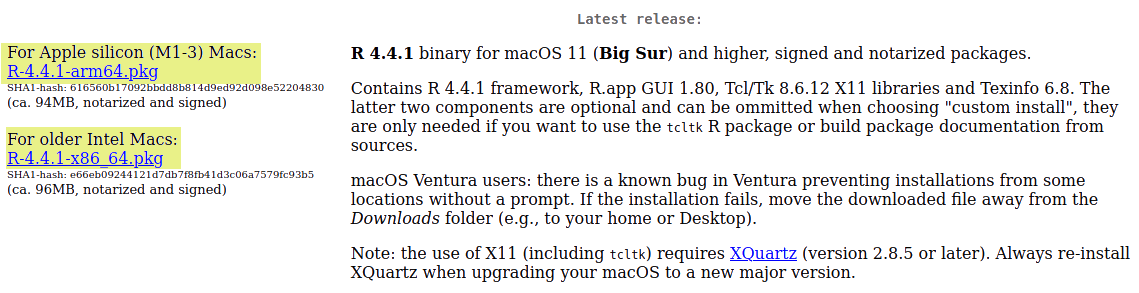 Latest release:
For Apple silicon (M1-3) Macs:
R-4.4.1-arm64.pkg
SHA1-hash: 616560b17092bbdd8b814d9ed92d098e52204830
(ca. 94MB, notarized and signed)
For older Intel Macs:
R-4.4.1-x86_64.pkg
SHA1-hash: e66eb09244121d7db7f8fb41d3c06a7579fc93b5
(ca. 96MB, notarized and signed)
R 4.4.1 binary for macOS 11 (Big Sur) and higher, signed and notarized packages.
Contains R 4.4.1 framework, R.app GUI 1.80, Tcl/Tk 8.6.12 X11 libraries and Texinfo 6.8. The
latter two components are optional and can be ommitted when choosing "custom install", they
are only needed if you want to use the tcltk R package or build package documentation from
sources.
macOS Ventura users: there is a known bug in Ventura preventing installations from some
locations without a prompt. If the installation fails, move the downloaded file away from the
Downloads folder (e.g., to your home or Desktop).
Note: the use of X11 (including tcltk) requires XQuartz (version 2.8.5 or later). Always re-install
XQuartz when upgrading your macOS to a new major version.